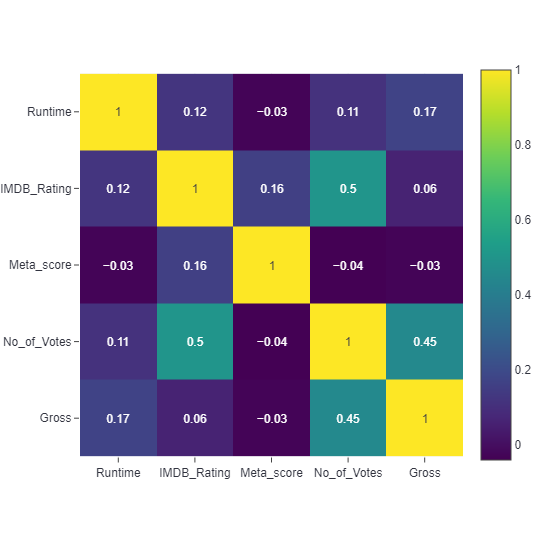 1
Runtime 1 0.12 −0.03 0.11 0.17
0.8
IMDB_Rating 0.12 1 0.16 0.5 0.06
0.6
Meta_score −0.03 0.16 1 −0.04 −0.03
0.4
No_of_Votes 0.11 0.5 −0.04 1 0.45
0.2
Gross 0.17 0.06 −0.03 0.45 1
0
Runtime IMDB_Rating Meta_score No_of_Votes Gross